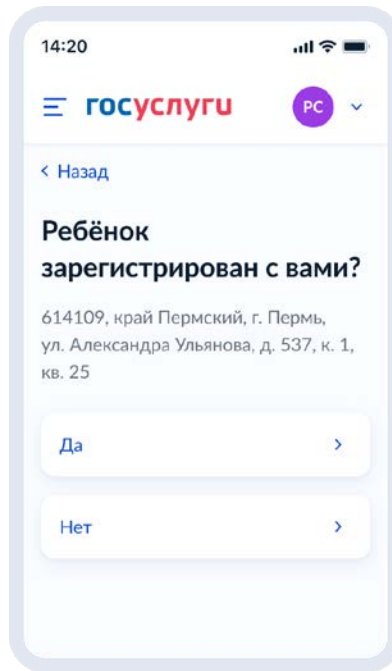 14:20
госуслуги
РС
Назад
Ребёнок
зарегистрирован с вами?
614109, край Пермский, г. Пермь,
ул. Александра Ульянова, д. 537, к. 1,
кв. 25
Да
Нет